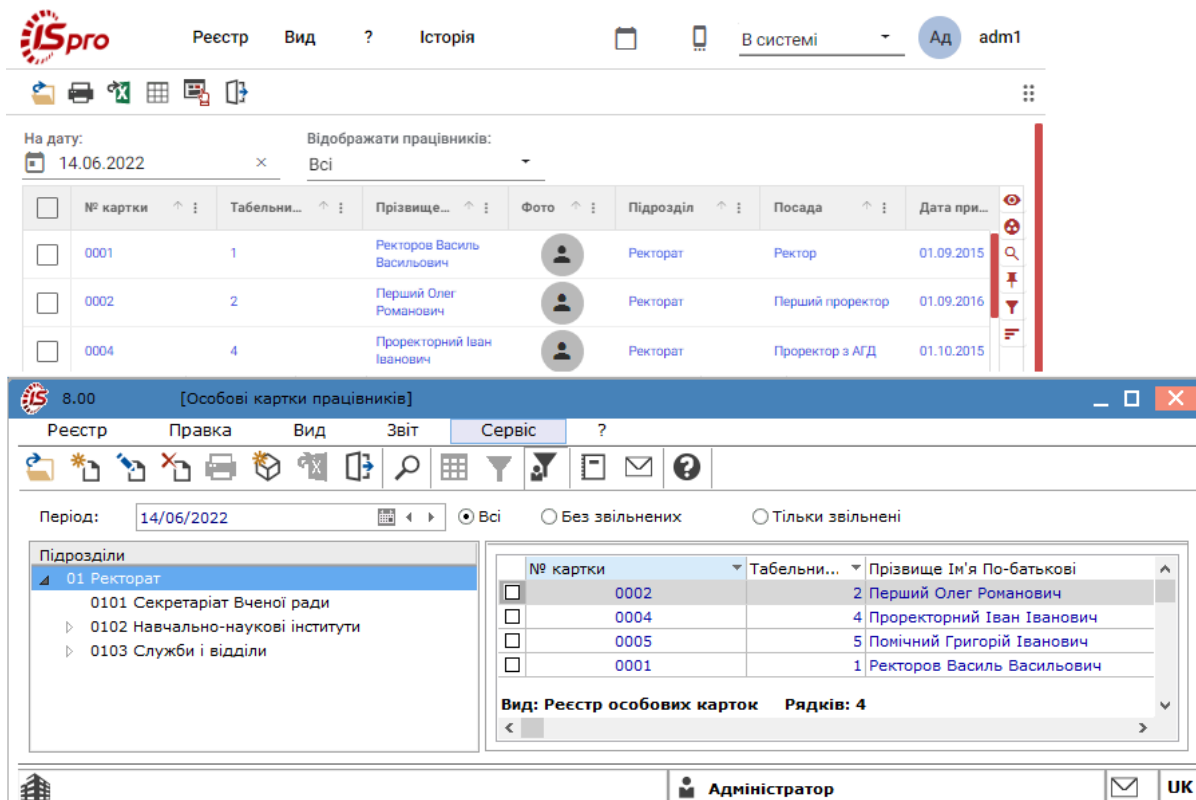 ISpro Реєстр Вид ? Історія В системі Ад adm1
На дату: Відображати працівників:
14.06.2022 × Всі
№ картки Табельни... Прізвище... Фото Підрозділ Посада Дата при...
0001 1 Ректоров Василь Васильович Ректорат Ректор 01.09.2015
0002 2 Перший Олег Романович Ректорат Перший проректор 01.09.2016
0004 4 Проректорний Іван Іванович Ректорат Проректор з АГД 01.10.2015
IS 8.00 [Особові картки працівників]
Реєстр Правка Вид Звіт Сервіс ?
Період: 14/06/2022 Всі Без звільнених Тільки звільнені
Підрозділи
01 Ректорат
0101 Секретаріат Вченої ради
0102 Навчально-наукові інститути
0103 Служби і відділи
№ картки Табельни... Прізвище Ім'я По-батькові
0002 2 Перший Олег Романович
0004 4 Проректорний Іван Іванович
0005 5 Помічний Григорій Іванович
0001 1 Ректоров Василь Васильович
Вид: Реєстр особових карток Рядків: 4
Адміністратор UK